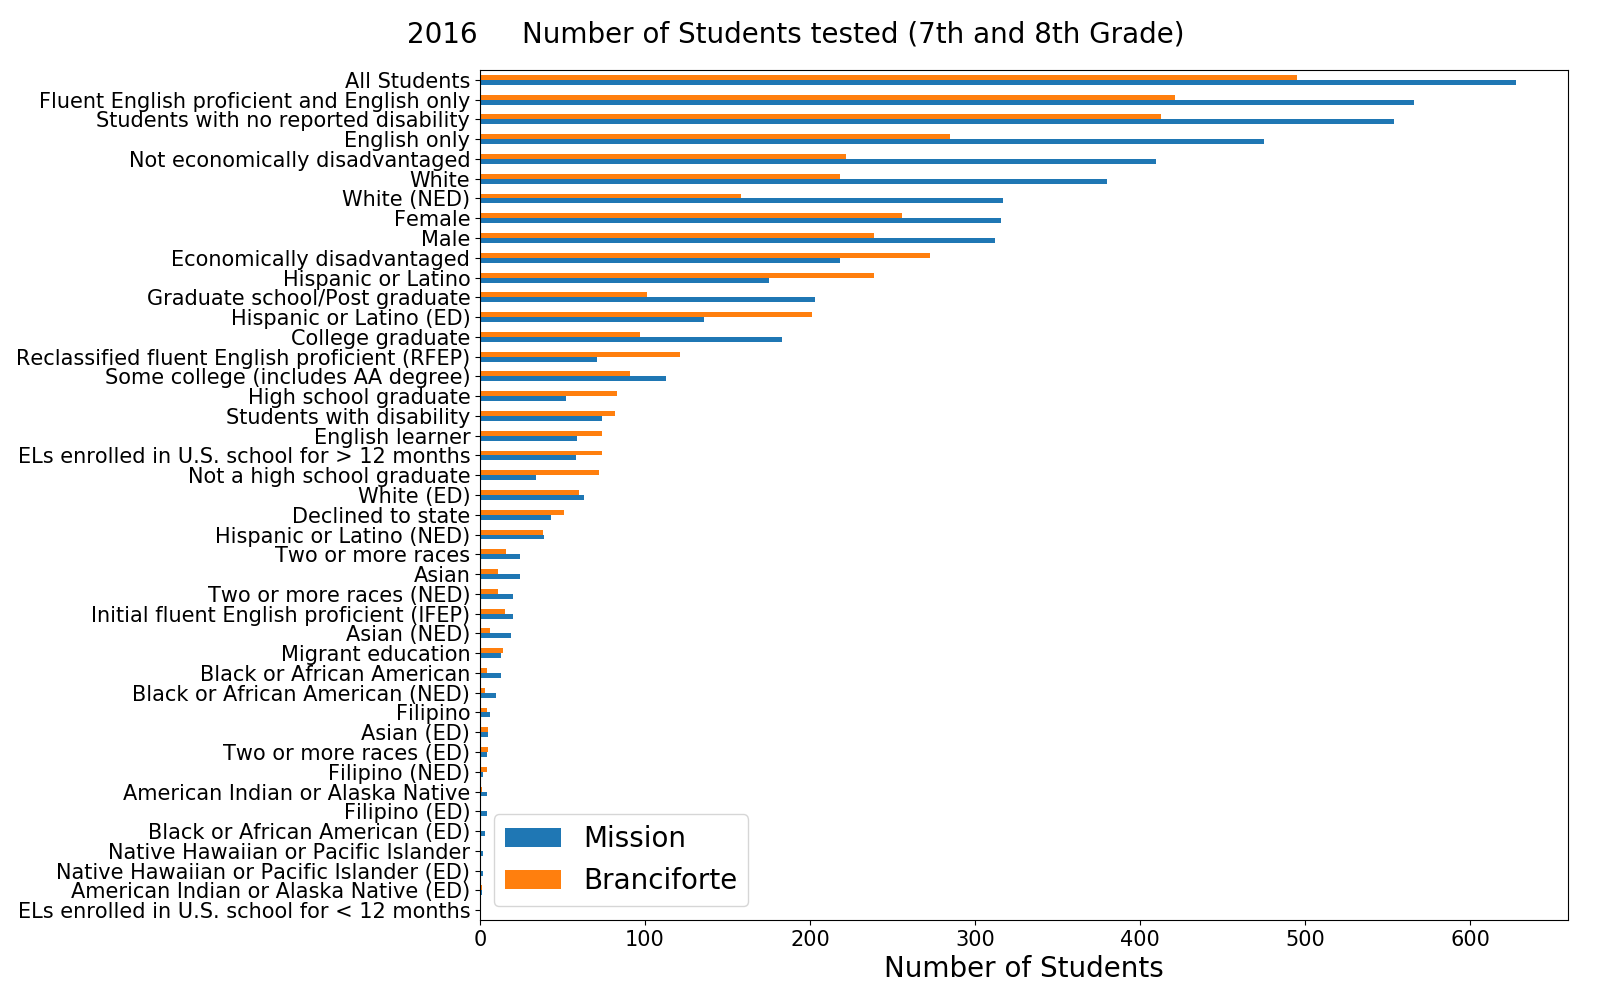 2016 Number of Students tested (7th and 8th Grade)
All Students
Fluent English proficient and English only
Students with no reported disability
English only
Not economically disadvantaged
White
White (NED)
Female
Male
Economically disadvantaged
Hispanic or Latino
Graduate school/Post graduate
Hispanic or Latino (ED)
College graduate
Reclassified fluent English proficient (RFEP)
Some college (includes AA degree)
High school graduate
Students with disability
English learner
ELs enrolled in U.S. school for > 12 months
Not a high school graduate
White (ED)
Declined to state
Hispanic or Latino (NED)
Two or more races
Asian
Two or more races (NED)
Initial fluent English proficient (IFEP)
Asian (NED)
Migrant education
Black or African American
Black or African American (NED)
Filipino
Asian (ED)
Two or more races (ED)
Filipino (NED)
American Indian or Alaska Native
Filipino (ED)
Black or African American (ED)
Native Hawaiian or Pacific Islander
Native Hawaiian or Pacific Islander (ED)
American Indian or Alaska Native (ED)
ELs enrolled in U.S. school for < 12 months
Mission
Branciforte
0 100 200 300 400 500 600
Number of Students